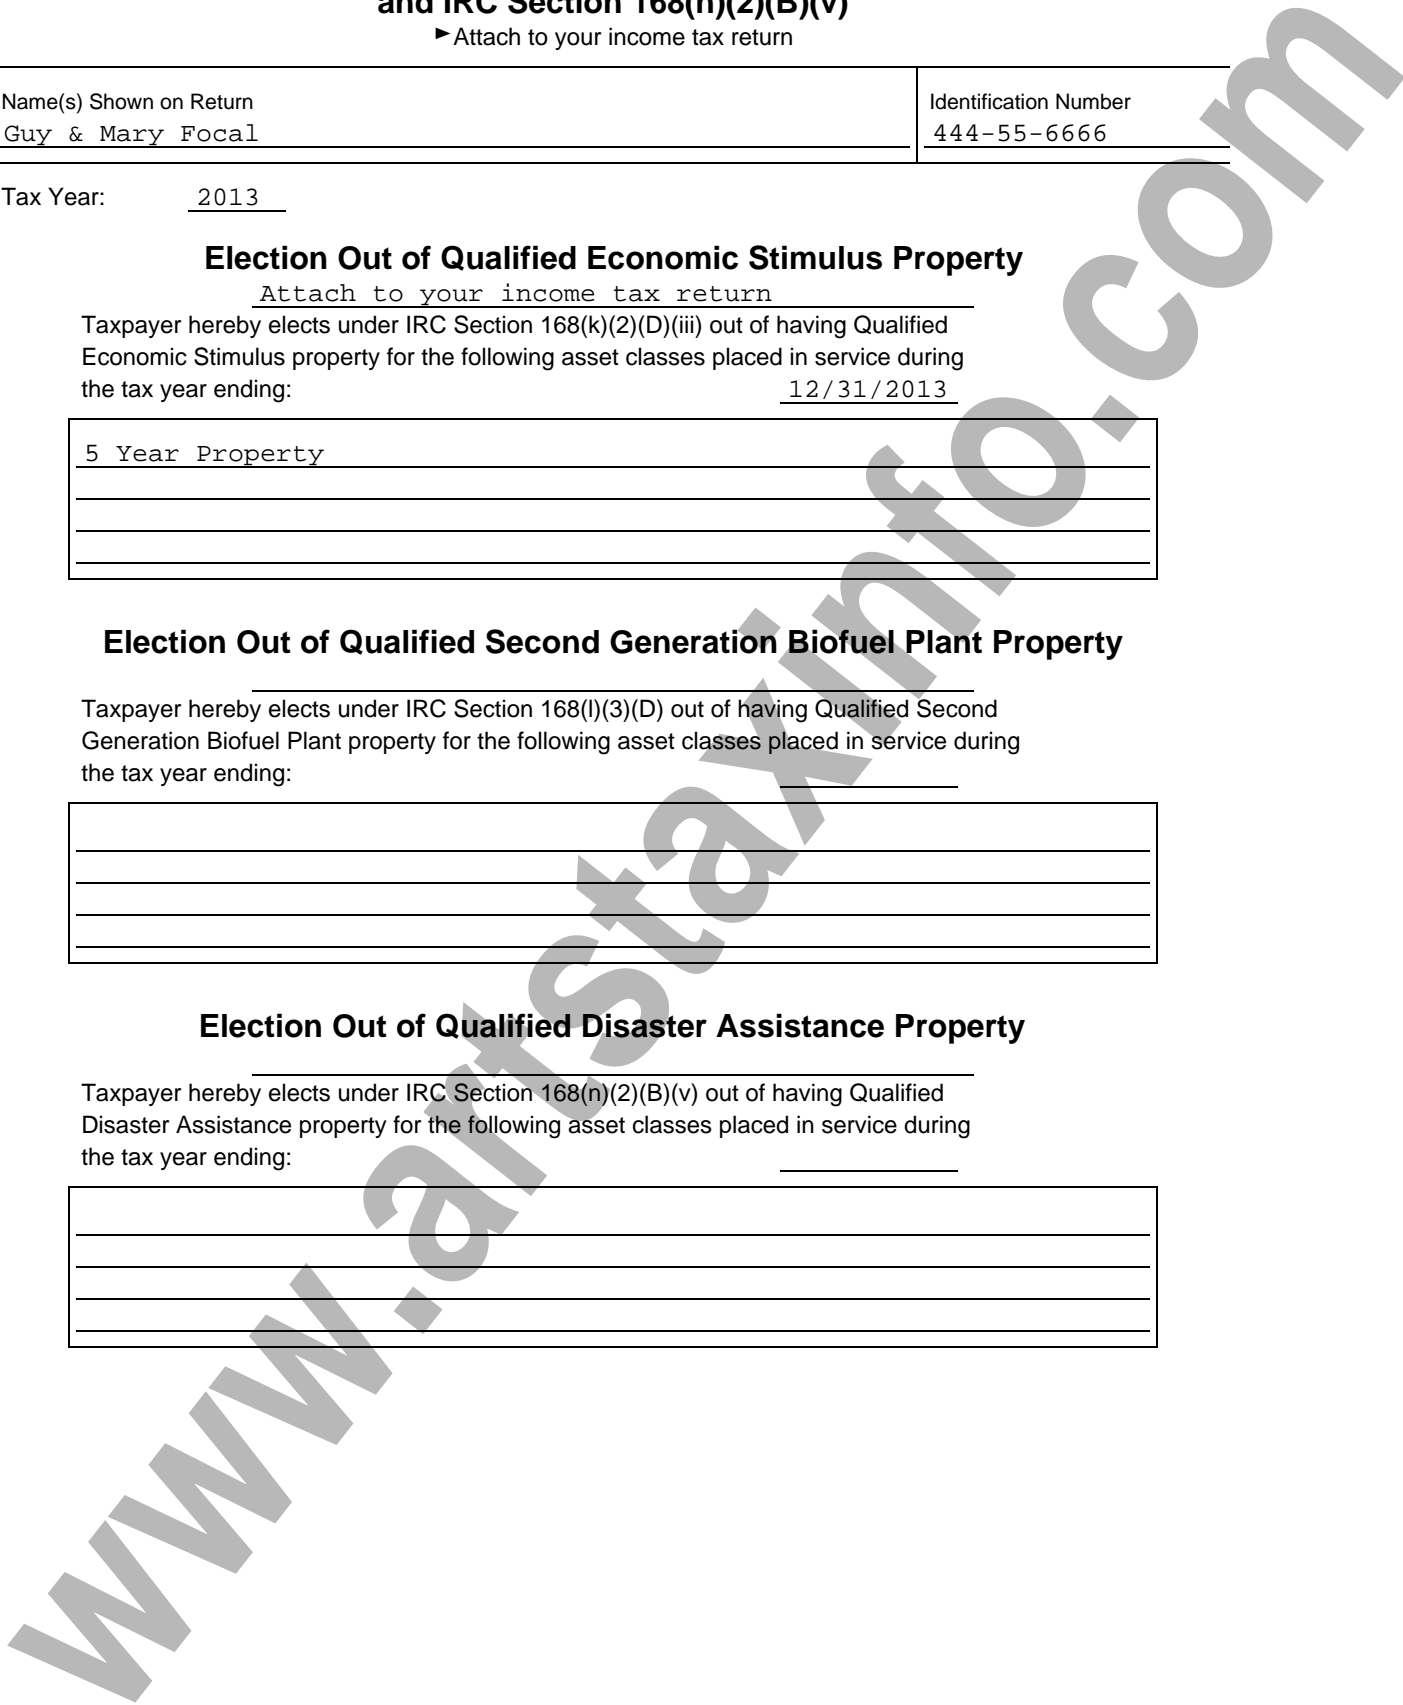 and IRC Section 168(n)(2)(B)(v)
►Attach to your income tax return
Name(s) Shown on Return
Identification Number
Guy & Mary Focal
444-55-6666
Tax Year: 2013
Election Out of Qualified Economic Stimulus Property
Attach to your income tax return
Taxpayer hereby elects under IRC Section 168(k)(2)(D)(iii) out of having Qualified
Economic Stimulus property for the following asset classes placed in service during
the tax year ending: 12/31/2013
5 Year Property
Election Out of Qualified Second Generation Biofuel Plant Property
Taxpayer hereby elects under IRC Section 168(l)(3)(D) out of having Qualified Second
Generation Biofuel Plant property for the following asset classes placed in service during
the tax year ending:
Election Out of Qualified Disaster Assistance Property
Taxpayer hereby elects under IRC Section 168(n)(2)(B)(v) out of having Qualified
Disaster Assistance property for the following asset classes placed in service during
the tax year ending:
www.artstaxinfo.com